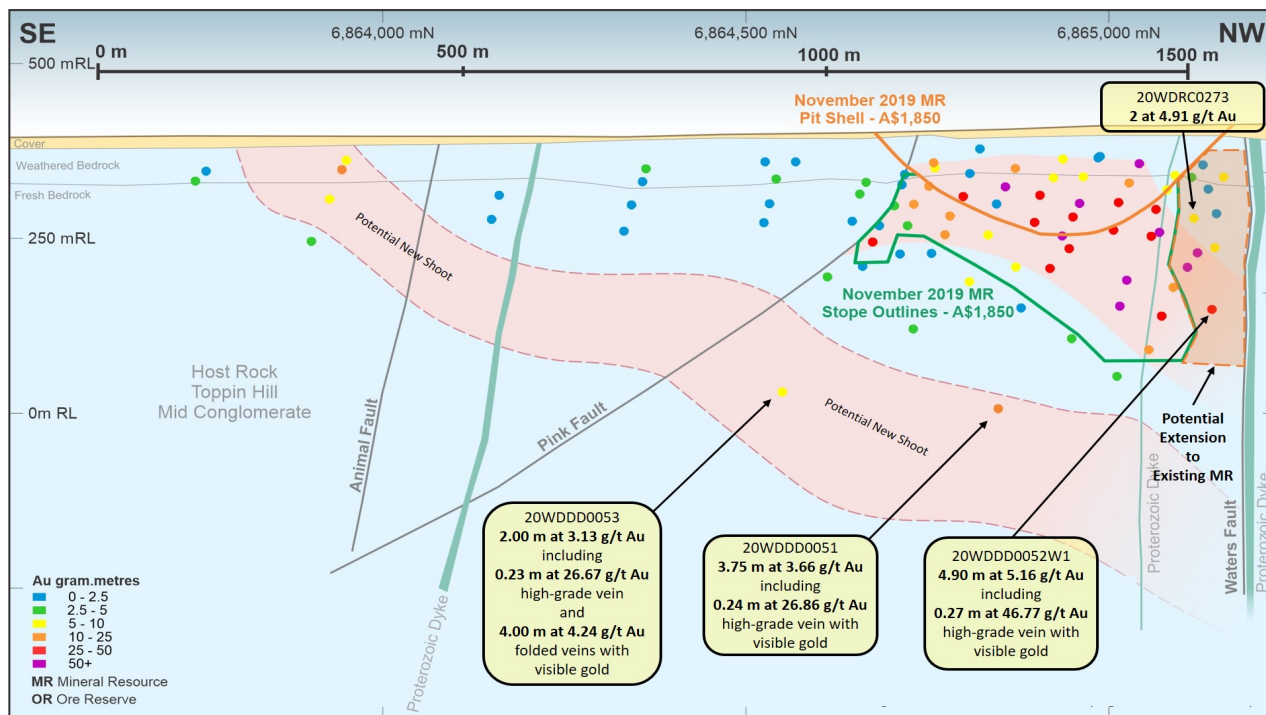 SE
6,864,000 mN
6,864,500 mN
6,865,000 mN
NW
0 m
500 m
1000 m
1500 m
500 mRL
250 mRL
0m RL
November 2019 MR
Pit Shell - A$1,850
20WDRC0273
2 at 4.91 g/t Au
Cover
Weathered Bedrock
Fresh Bedrock
Potential New Shoot
November 2019 MR
Stope Outlines - A$1,850
Host Rock
Toppin Hill
Mid Conglomerate
Animal Fault
Pink Fault
Potential New Shoot
Potential
Extension
to
Existing MR
Proterozoic Dyke
Waters Fault
Proterozoic Dyke
Proterozoic Dyke
20WDDD0053
2.00 m at 3.13 g/t Au
including
0.23 m at 26.67 g/t Au
high-grade vein
and
4.00 m at 4.24 g/t Au
folded veins with
visible gold
20WDDD0051
3.75 m at 3.66 g/t Au
including
0.24 m at 26.86 g/t Au
high-grade vein with
visible gold
20WDDD0052W1
4.90 m at 5.16 g/t Au
including
0.27 m at 46.77 g/t Au
high-grade vein with
visible gold
Au gram.metres
0 - 2.5
2.5 - 5
5 - 10
10 - 25
25 - 50
50+
MR Mineral Resource
OR Ore Reserve